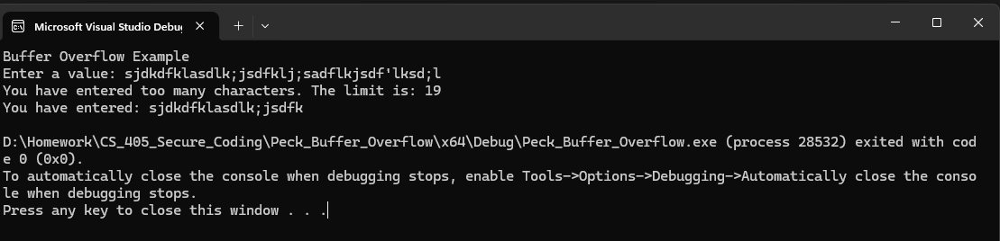 Microsoft Visual Studio Debu
Buffer Overflow Example
Enter a value: sjdkdfklasdlk;jsdfklj;sadflkjsdf'lksd;l
You have entered too many characters. The limit is: 19
You have entered: sjdkdfklasdlk;jsdfk
D:\Homework\CS_405_Secure_Coding\Peck_Buffer_Overflow\x64\Debug\Peck_Buffer_Overflow.exe (process 28532) exited with cod
e 0 (0x0).
To automatically close the console when debugging stops, enable Tools->Options->Debugging->Automatically close the conso
le when debugging stops.
Press any key to close this window . . .